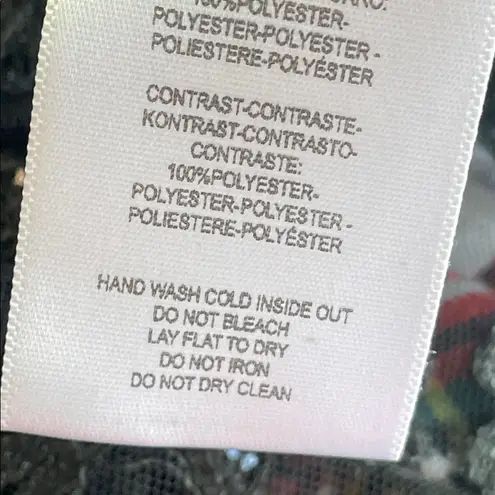 100%POLYESTER-
POLYESTER-POLYESTER -
POLIESTERE-POLYÉSTER
CONTRAST-CONTRASTE-
KONTRAST-CONTRASTO-
CONTRASTE:
100%POLYESTER-
POLYESTER-POLYESTER -
POLIESTERE-POLYÉSTER
HAND WASH COLD INSIDE OUT
DO NOT BLEACH
LAY FLAT TO DRY
DO NOT IRON
DO NOT DRY CLEAN